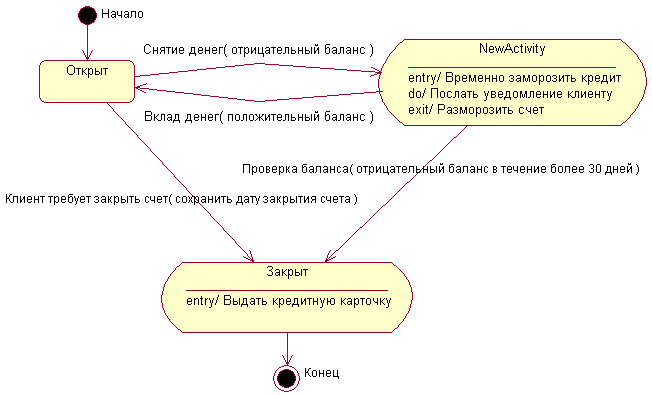 Начало
Снятие денег( отрицательный баланс )
NewActivity
Открыт
entry/ Временно заморозить кредит
do/ Послать уведомление клиенту
exit/ Разморозить счет
Вклад денег( положительный баланс )
Проверка баланса( отрицательный баланс в течение более 30 дней )
Клиент требует закрыть счет( сохранить дату закрытия счета )
Закрыт
entry/ Выдать кредитную карточку
Конец